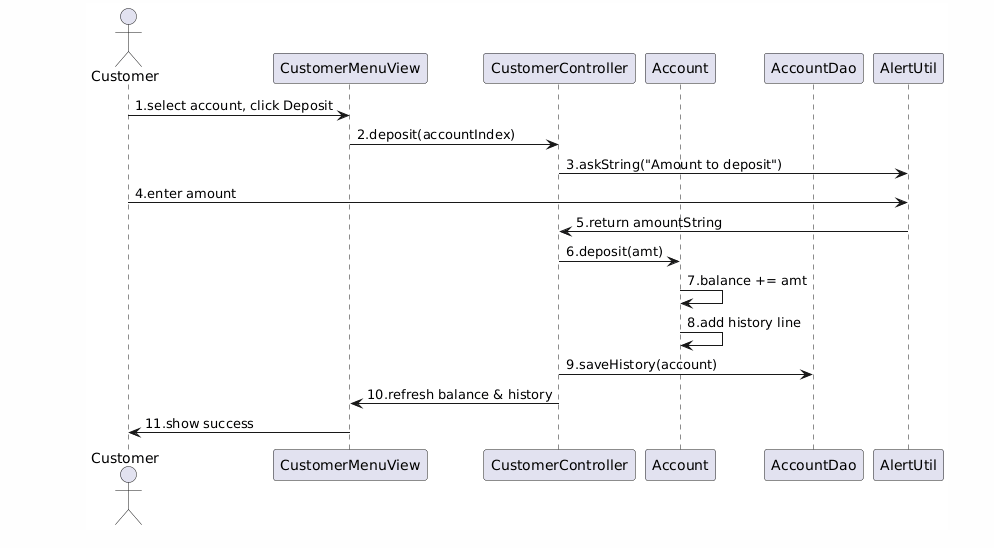 Customer
CustomerMenuView
CustomerController
Account
AccountDao
AlertUtil
1.select account, click Deposit
2.deposit(accountIndex)
3.askString("Amount to deposit")
4.enter amount
5.return amountString
6.deposit(amt)
7.balance += amt
8.add history line
9.saveHistory(account)
10.refresh balance & history
11.show success
Customer
CustomerMenuView
CustomerController
Account
AccountDao
AlertUtil